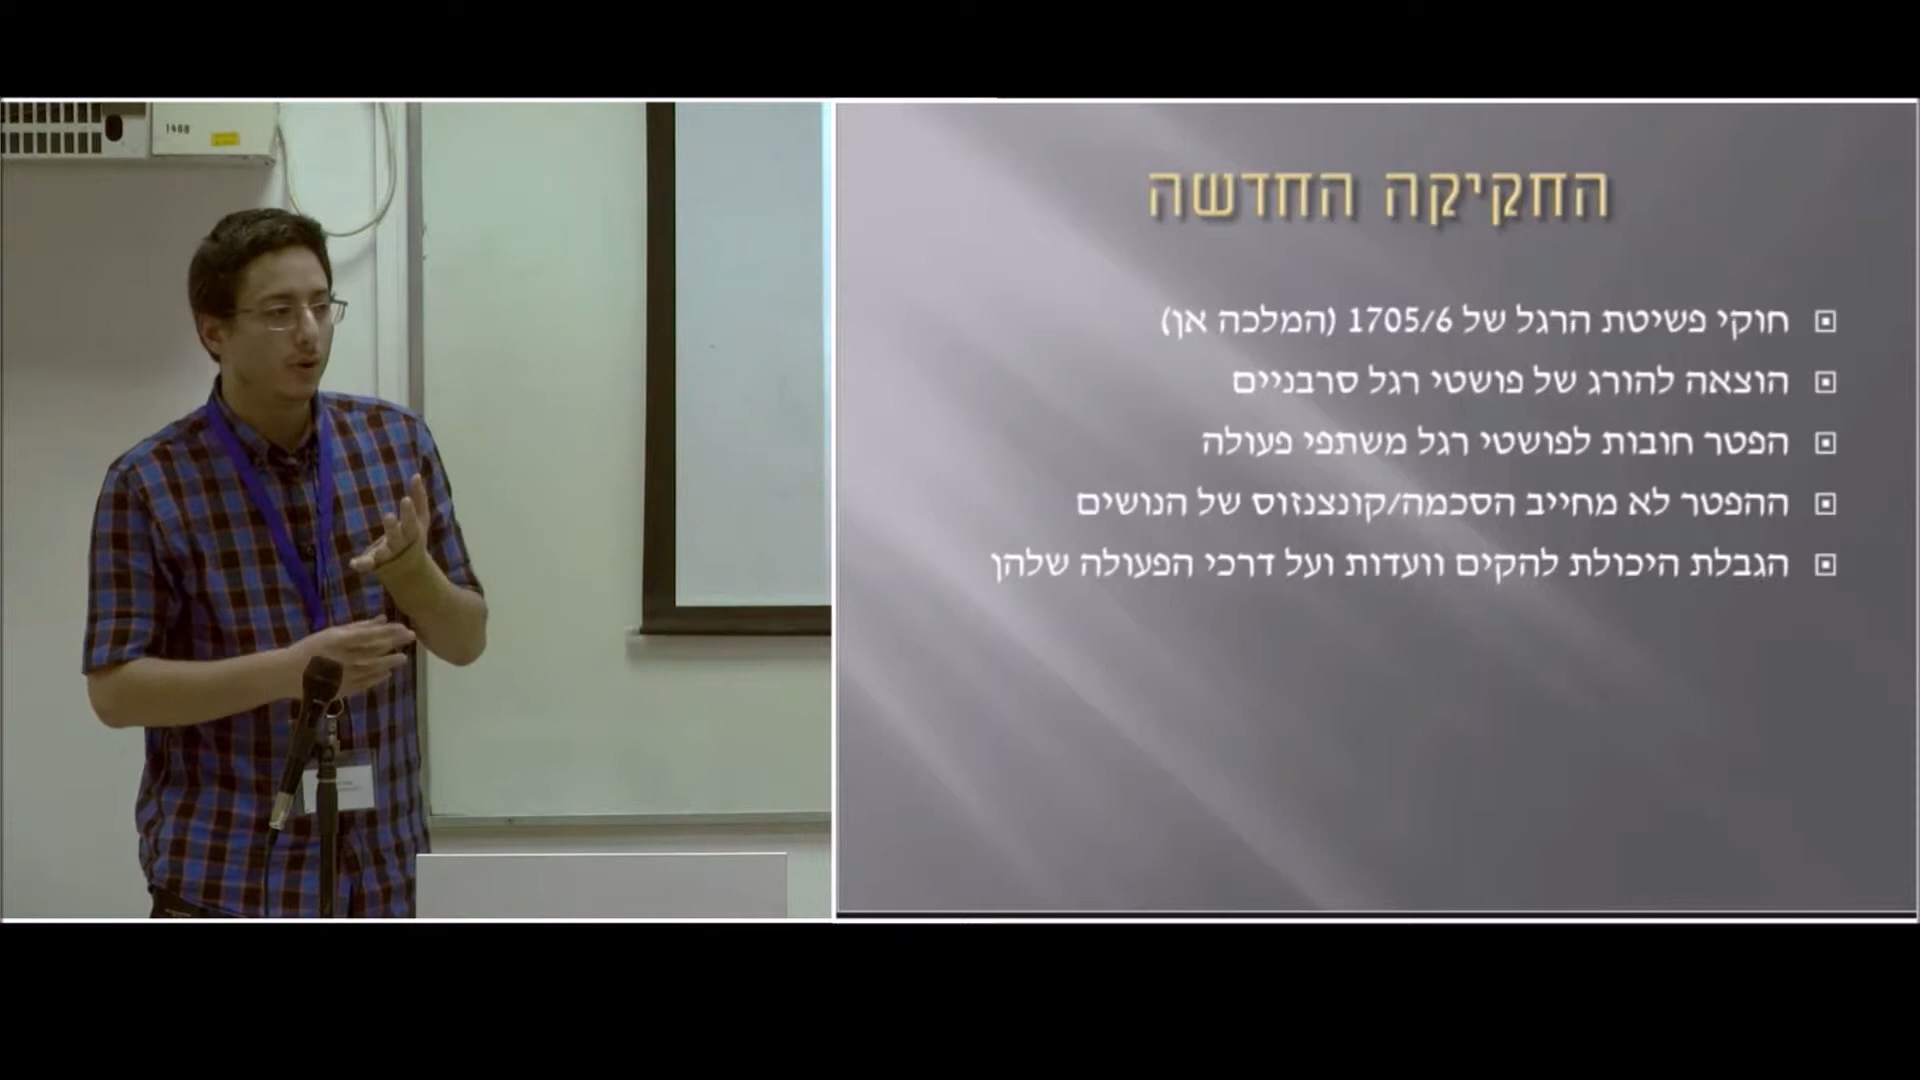 1468
החקיקה החדשה
חוקי פשיטת הרגל של 1705/6 (המלכה אן)
הוצאה להורג של פושטי רגל סרבניים
הפטר חובות לפושטי רגל משתפי פעולה
ההפטר לא מחייב הסכמה/קונצנזוס של הנושים
הגבלת היכולת להקים וועדות ועל דרכי הפעולה שלהן